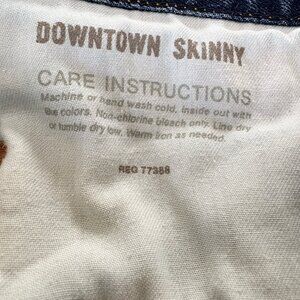 DOWNTOWN SKINNY
CARE INSTRUCTIONS
Machine or hand wash cold. Inside out with
like colors. Non-chlorine bleach only. Line dry
or tumble dry low. Warm iron as needed.
REG 77388